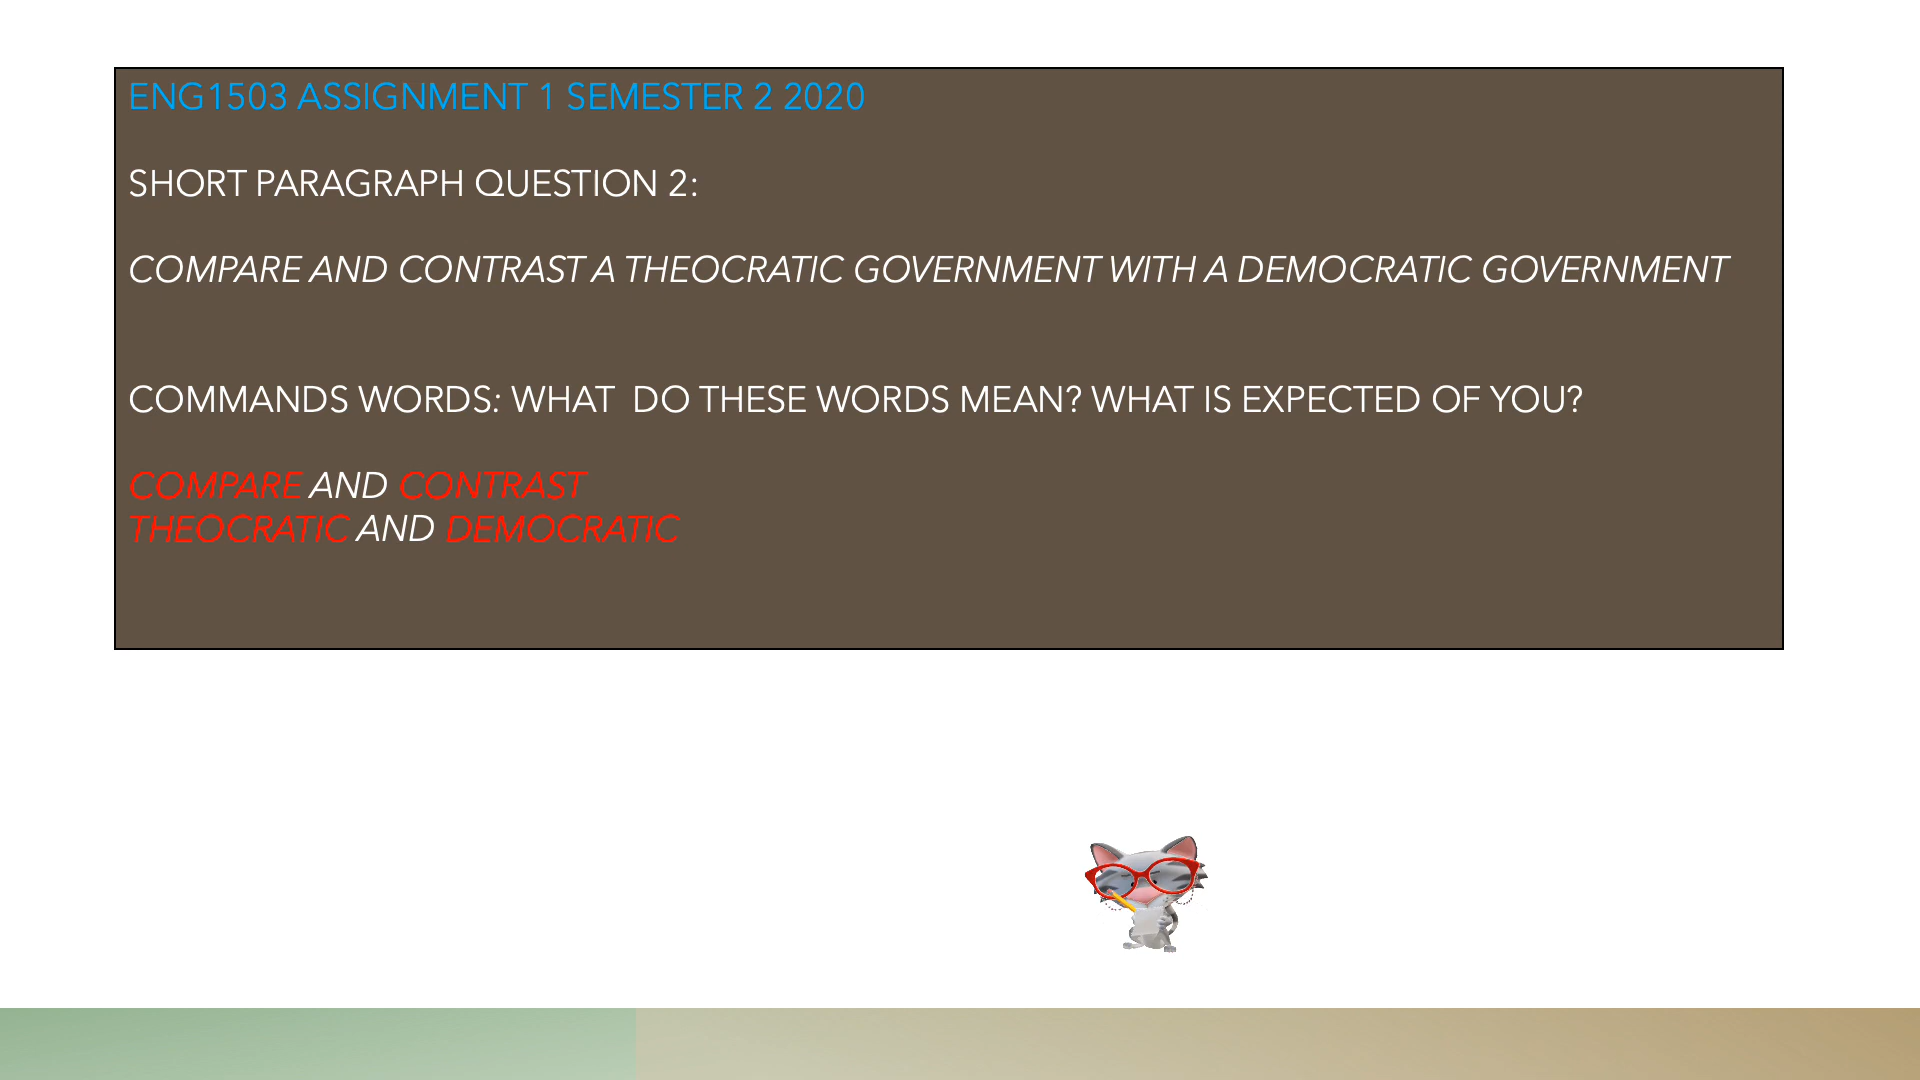 ENG1503 ASSIGNMENT 1 SEMESTER 2 2020
SHORT PARAGRAPH QUESTION 2:
COMPARE AND CONTRAST A THEOCRATIC GOVERNMENT WITH A DEMOCRATIC GOVERNMENT
COMMANDS WORDS: WHAT  DO THESE WORDS MEAN? WHAT IS EXPECTED OF YOU?
COMPARE AND CONTRAST
THEOCRATIC AND DEMOCRATIC